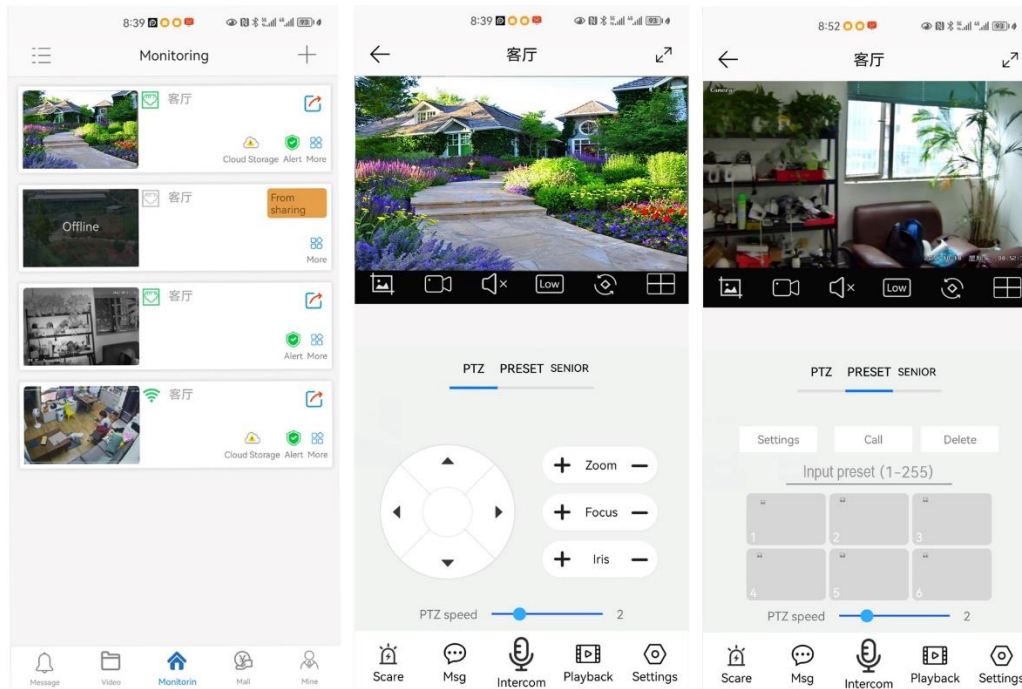 8:39
93
Monitoring
客厅
Cloud Storage Alert More
Offline
客厅
From
sharing
More
客厅
Alert More
客厅
Cloud Storage Alert More
Message Video Monitorin Mall Mine
8:39
93
客厅
Low
PTZ PRESET SENIOR
Zoom
Focus
Iris
PTZ speed 2
Scare Msg Intercom Playback Settings
8:52
93
客厅
Camera
Low
PTZ PRESET SENIOR
Settings Call Delete
Input preset (1-255)
1 2 3
4 5 6
PTZ speed 2
Scare Msg Intercom Playback Settings